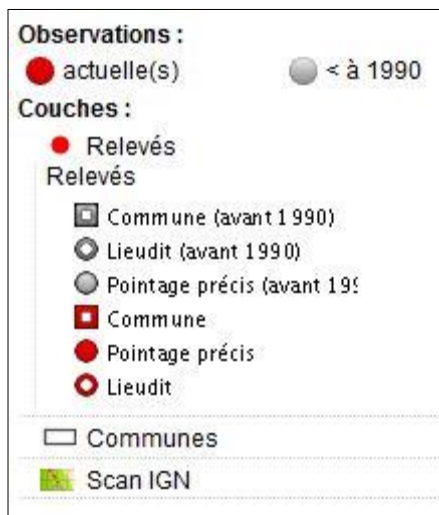 Observations :
actuelle(s) < à 1990
Couches :
Relevés
Relevés
Commune (avant 1990)
Lieudit (avant 1990)
Pointage précis (avant 199
Commune
Pointage précis
Lieudit
Communes
Scan IGN